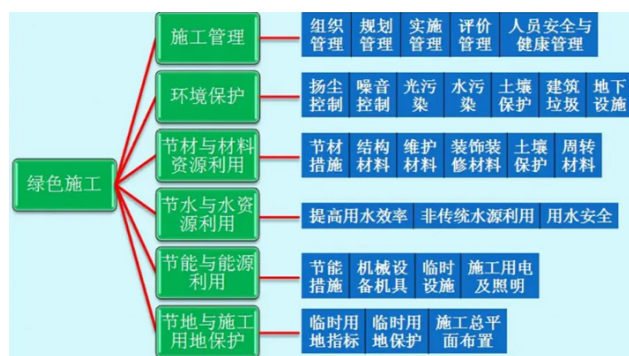 绿色施工
施工管理
组织
管理
规划
管理
实施
管理
评价
管理
人员安全与
健康管理
环境保护
扬尘
控制
噪音
控制
光污
染
水污
染
土壤
保护
建筑
垃圾
地下
设施
节材与材料
资源利用
节材
措施
结构
材料
维护
材料
装饰装
修材料
土壤
保护
周转
材料
节水与水资
源利用
提高用水效率
非传统水源利用
用水安全
节能与能源
利用
节能
措施
机械设
备机具
临时
设施
施工用电
及照明
节地与施工
用地保护
临时用
地指标
临时用
地保护
施工总平
面布置